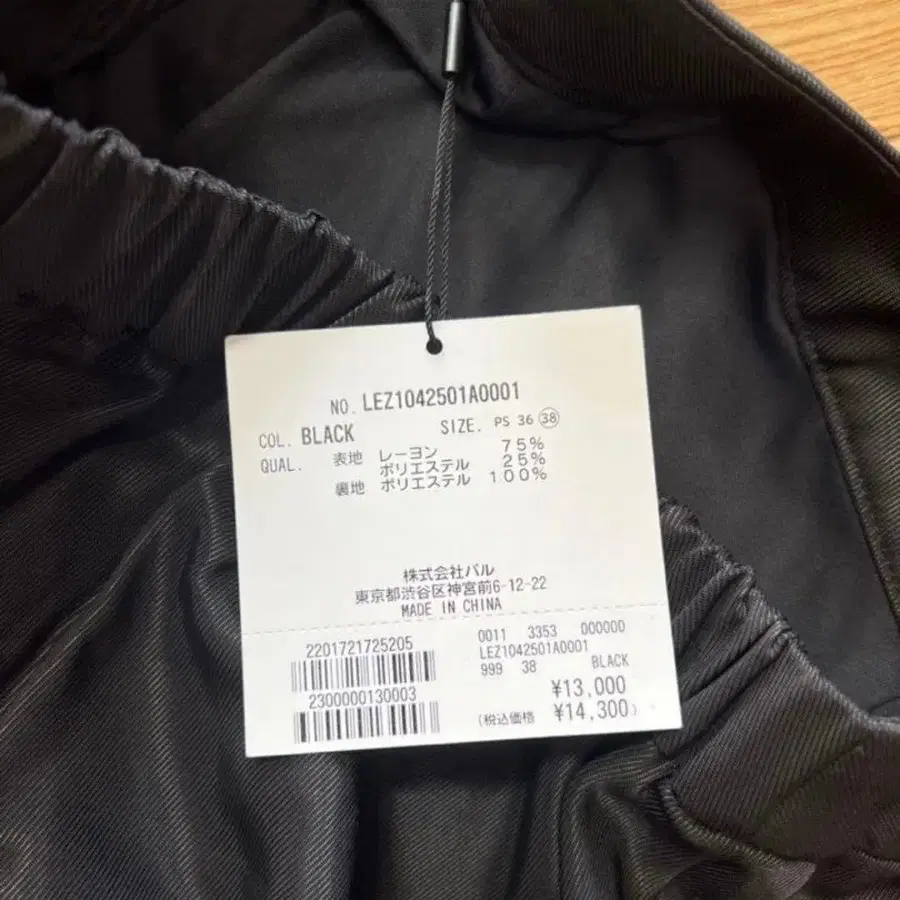 NO. LEZ1042501A0001
COL. BLACK SIZE. PS 36 38
QUAL. 表地 レーヨン 75%
ポリエステル 25%
裏地 ポリエステル 100%
株式会社パル
東京都渋谷区神宮前6-12-22
MADE IN CHINA
2201721725205
2300000130003
0011 3353 000000
LEZ1042501A0001
999 38 BLACK
¥13,000
(税込価格 ¥14,300)